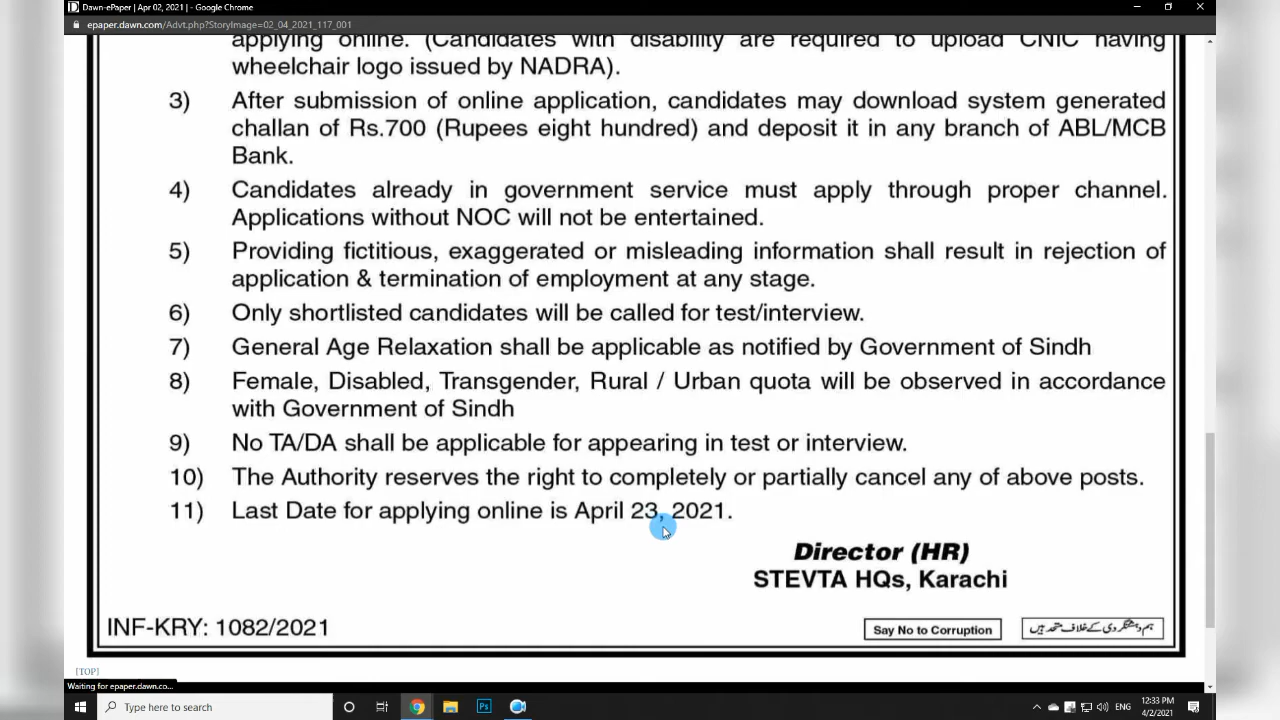 Dawn-ePaper | Apr 02, 2021 | - Google Chrome
epaper.dawn.com/Advt.php?StoryImage=02_04_2021_117_001
applying online. (Candidates with disability are required to upload CNIC having
wheelchair logo issued by NADRA).
3) After submission of online application, candidates may download system generated
challan of Rs.700 (Rupees eight hundred) and deposit it in any branch of ABL/MCB
Bank.
4) Candidates already in government service must apply through proper channel.
Applications without NOC will not be entertained.
5) Providing fictitious, exaggerated or misleading information shall result in rejection of
application & termination of employment at any stage.
6) Only shortlisted candidates will be called for test/interview.
7) General Age Relaxation shall be applicable as notified by Government of Sindh
8) Female, Disabled, Transgender, Rural / Urban quota will be observed in accordance
with Government of Sindh
9) No TA/DA shall be applicable for appearing in test or interview.
10) The Authority reserves the right to completely or partially cancel any of above posts.
11) Last Date for applying online is April 23, 2021.
Director (HR)
STEVTA HQs, Karachi
INF-KRY: 1082/2021
Say No to Corruption
ہم دہشتگردی کے خلاف متحد ہیں
[TOP]
Waiting for epaper.dawn.co...
Type here to search
Ps
ENG
12:33 PM
4/2/2021